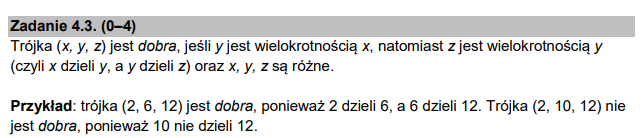 Zadanie 4.3. (0–4)
Trójka (x, y, z) jest dobra, jeśli y jest wielokrotnością x, natomiast z jest wielokrotnością y
(czyli x dzieli y, a y dzieli z) oraz x, y, z są różne.
Przykład: trójka (2, 6, 12) jest dobra, ponieważ 2 dzieli 6, a 6 dzieli 12. Trójka (2, 10, 12) nie
jest dobra, ponieważ 10 nie dzieli 12.